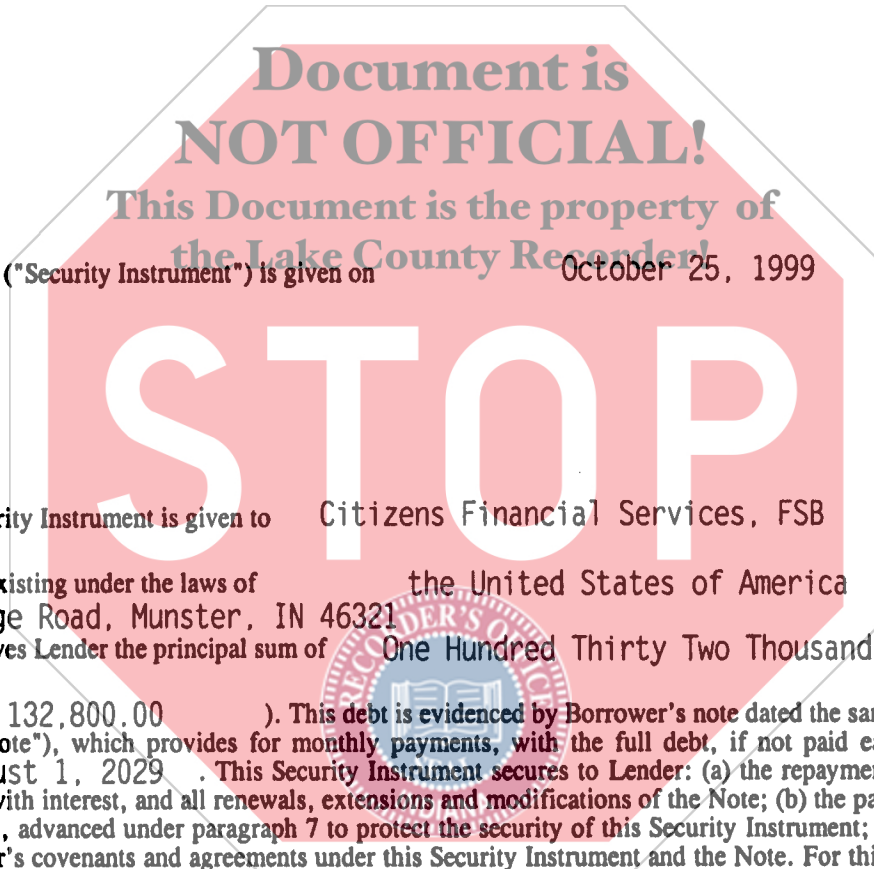 Document is
NOT OFFICIAL!
This Document is the property of
the Lake County Recorder!
("Security Instrument") is given on October 25, 1999
STOP
rity Instrument is given to Citizens Financial Services, FSB
xisting under the laws of the United States of America
ge Road, Munster, IN 46321
ves Lender the principal sum of One Hundred Thirty Two Thousand
RECORDER'S OFFICE
132,800.00 ). This debt is evidenced by Borrower's note dated the sa
ote"), which provides for monthly payments, with the full debt, if not paid e
ust 1, 2029 . This Security Instrument secures to Lender: (a) the repayme
with interest, and all renewals, extensions and modifications of the Note; (b) the pa
, advanced under paragraph 7 to protect the security of this Security Instrument;
r's covenants and agreements under this Security Instrument and the Note. For thi